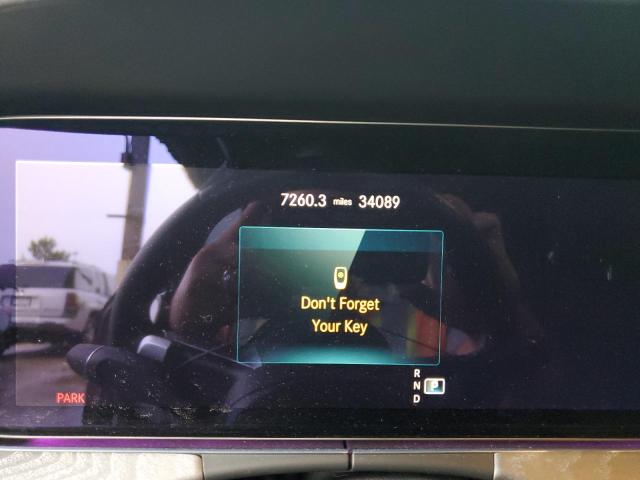 7260.3 miles 34089
Don't Forget
Your Key
R
N P
D
PARK